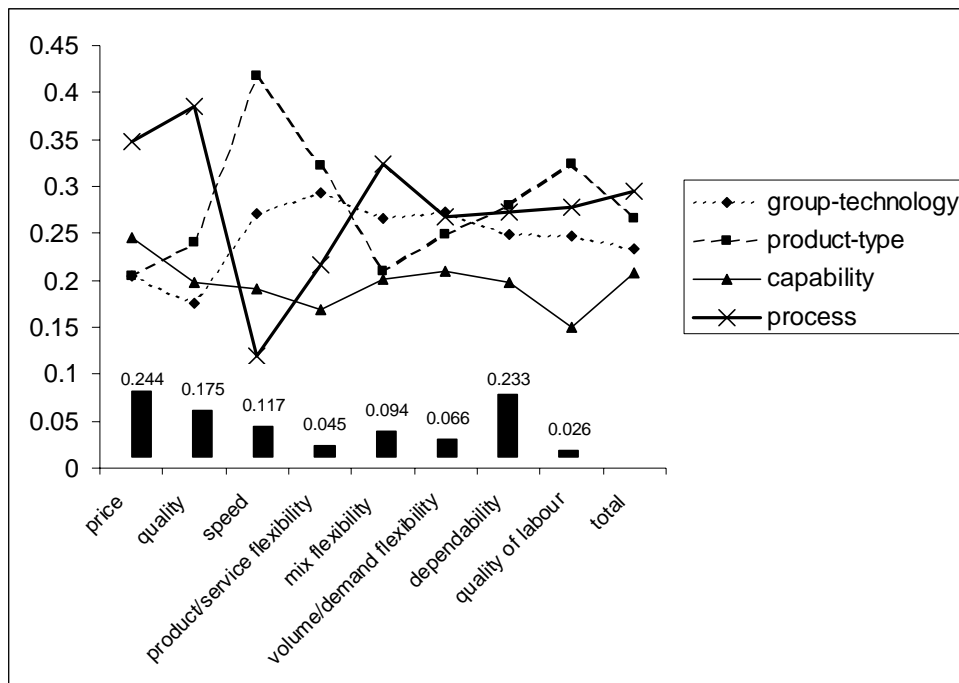 0.45
0.4
0.35
0.3
0.25
0.2
0.15
0.1
0.05
0
0.244
0.175
0.117
0.045
0.094
0.066
0.233
0.026
price
quality
speed
product/service flexibility
mix flexibility
volume/demand flexibility
dependability
quality of labour
total
group-technology
product-type
capability
process